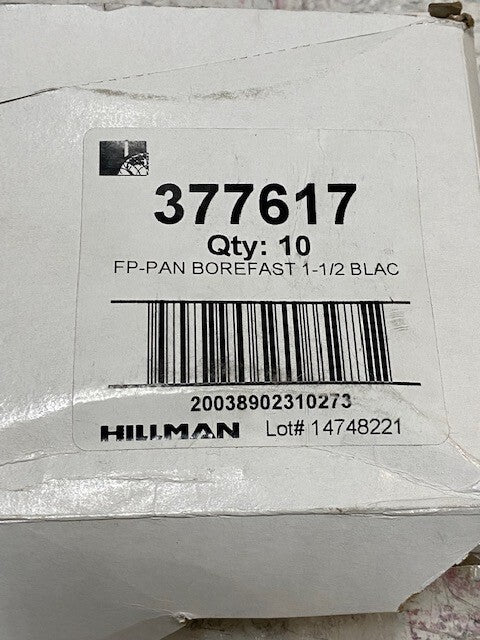 377617
Qty: 10
FP-PAN BOREFAST 1-1/2 BLAC
20038902310273
HILLMAN Lot# 14748221